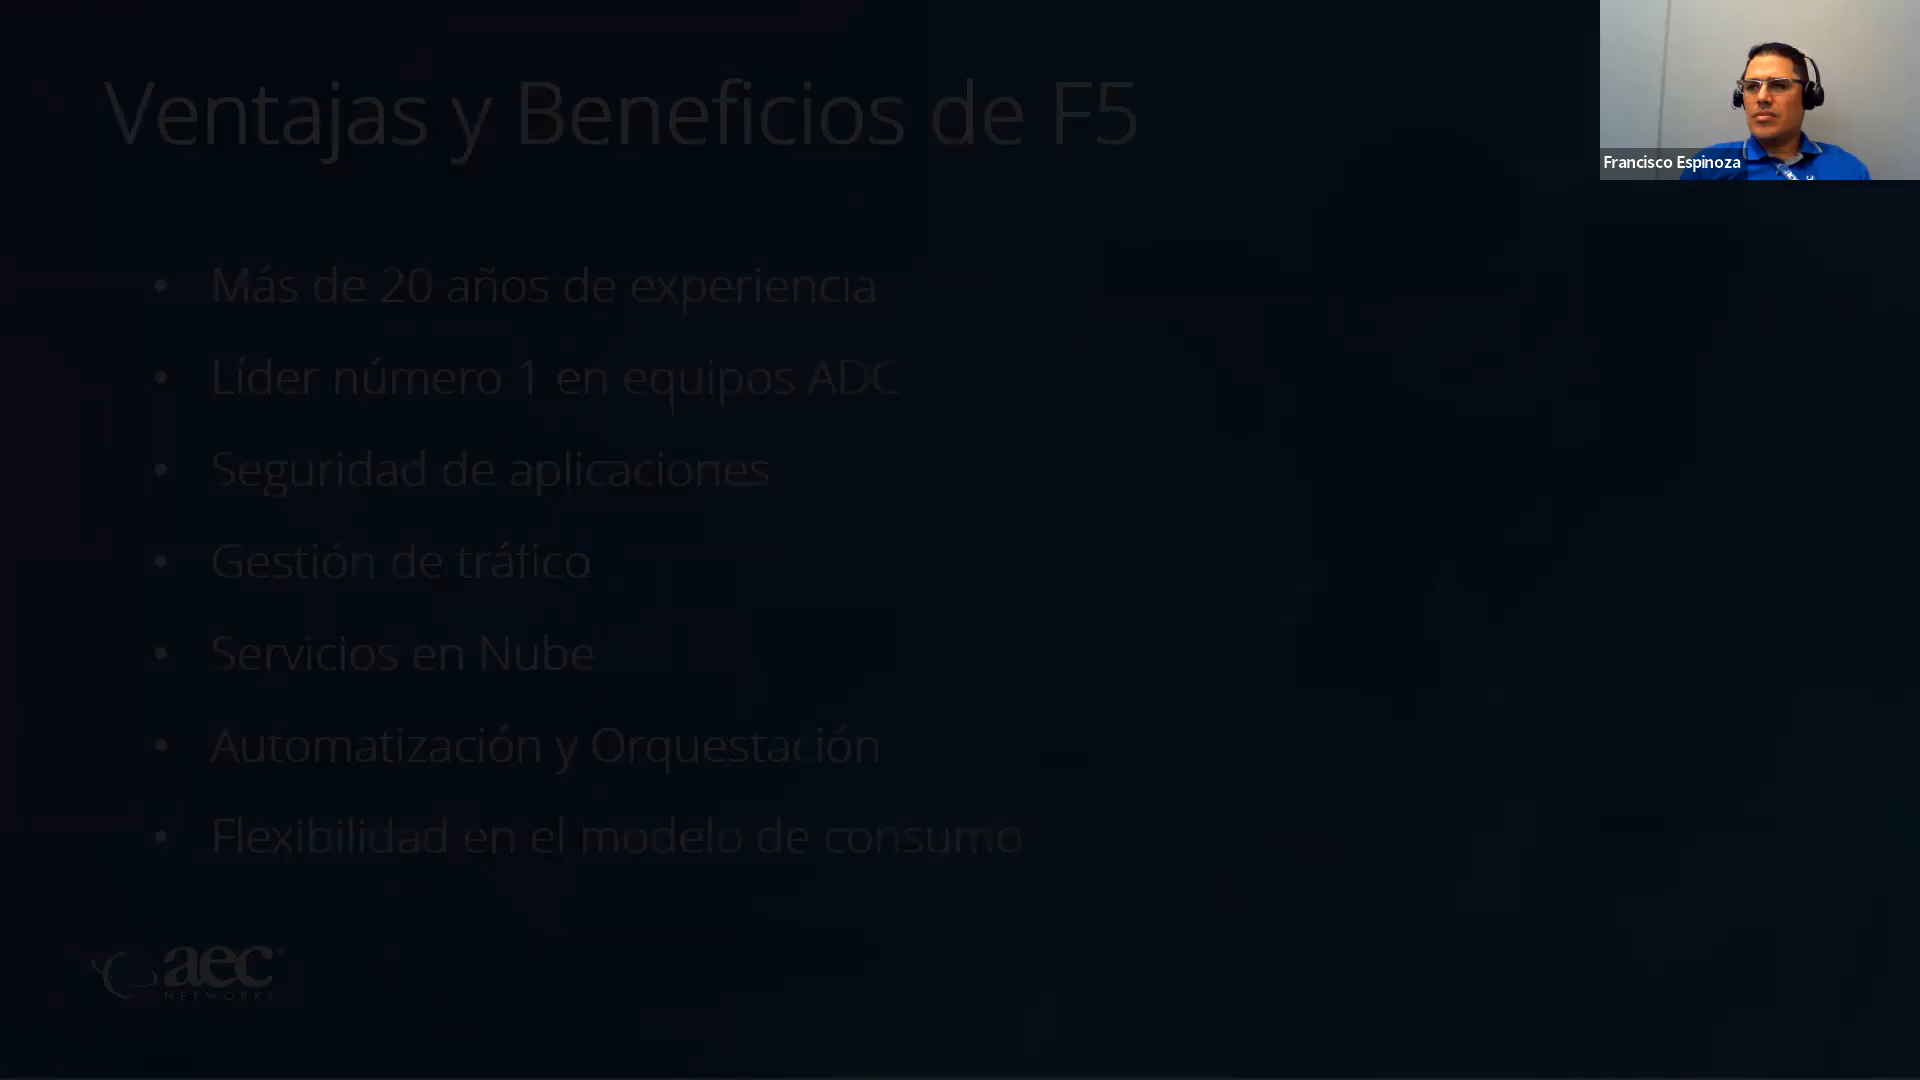 Ventajas y Beneficios de F5
Francisco Espinoza
• Más de 20 años de experiencia
• Líder número 1 en equipos ADC
• Seguridad de aplicaciones
• Gestión de tráfico
• Servicios en Nube
• Automatización y Orquestación
• Flexibilidad en el modelo de consumo
aec
NETWORKS